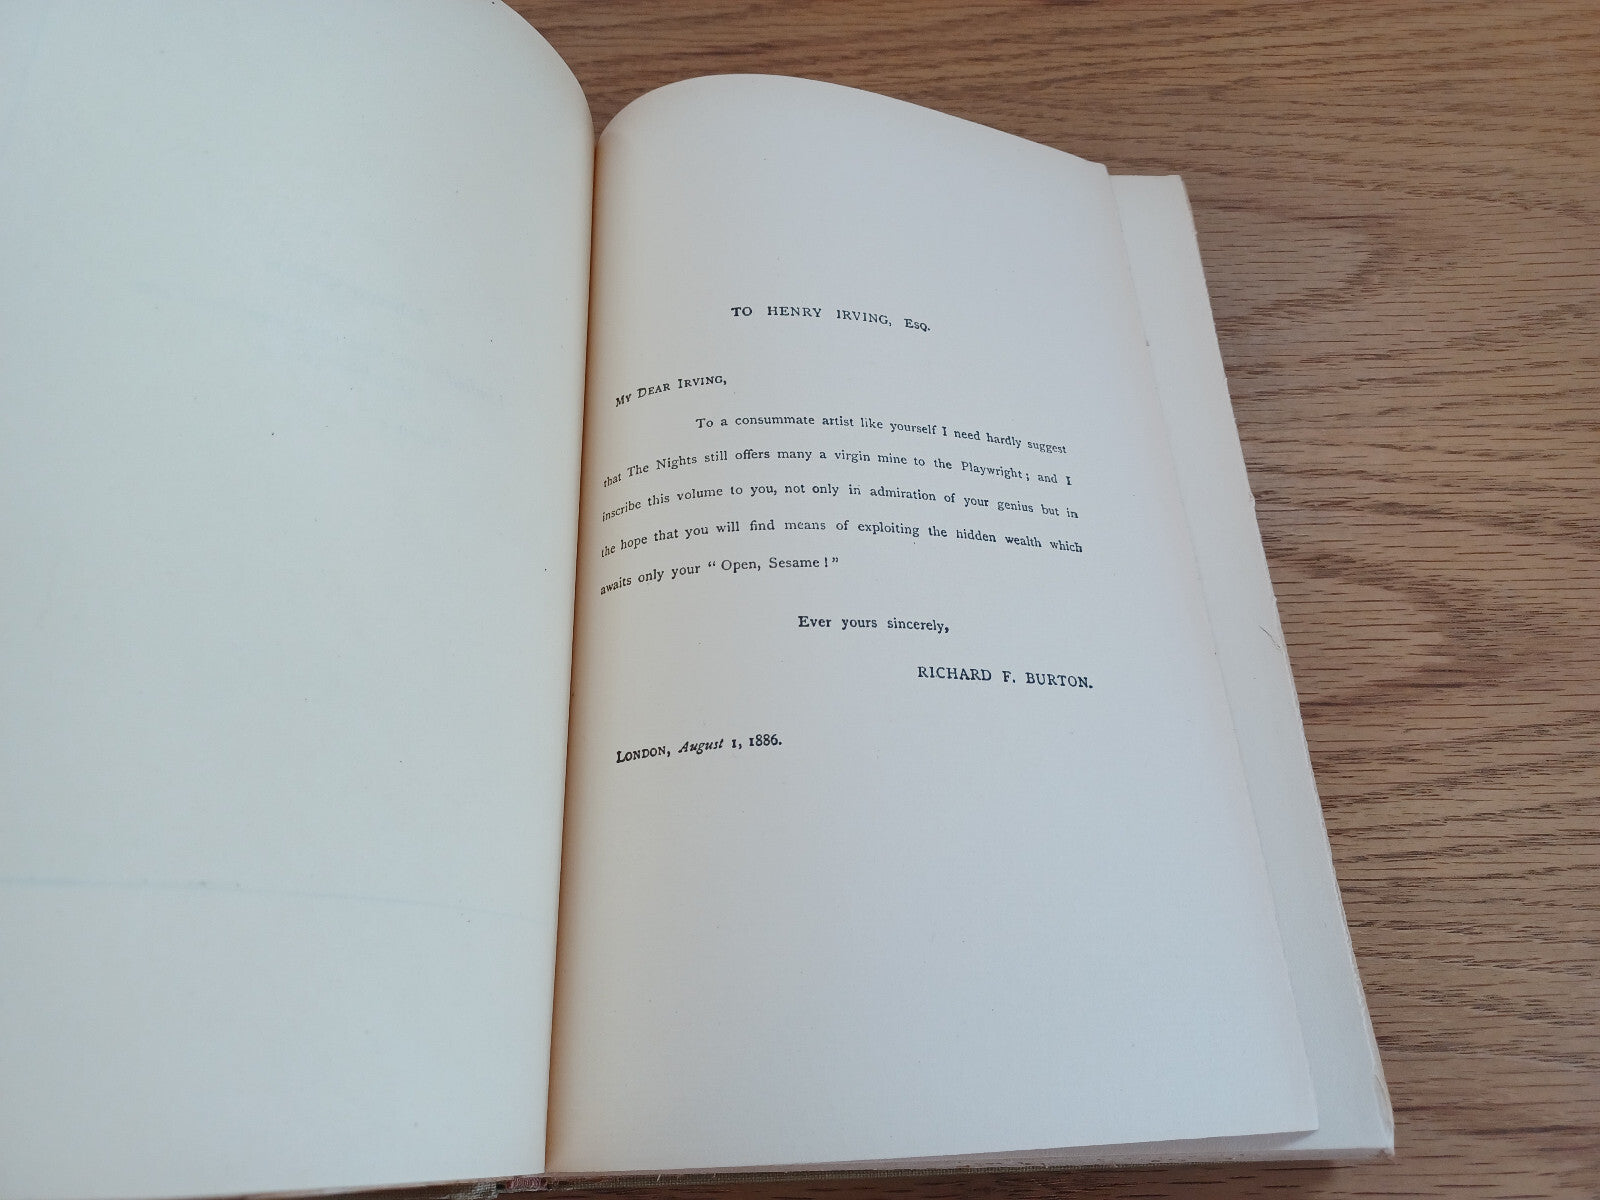 TO HENRY IRVING, ESQ.
MY DEAR IRVING,
To a consummate artist like yourself I need hardly suggest
that The Nights still offers many a virgin mine to the Playwright; and I
inscribe this volume to you, not only in admiration of your genius but in
the hope that you will find means of exploiting the hidden wealth which
awaits only your “Open, Sesame!”
Ever yours sincerely,
RICHARD F. BURTON.
LONDON, August 1, 1886.